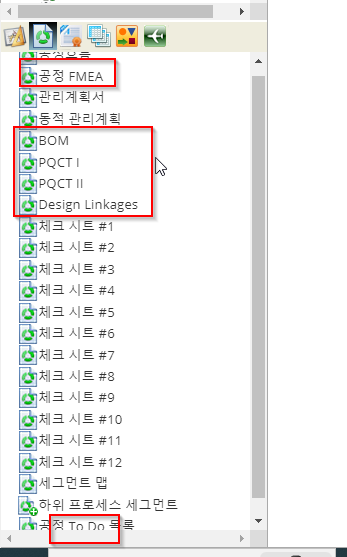 공정흐름
공정 FMEA
관리계획서
동적 관리계획
BOM
PQCT I
PQCT II
Design Linkages
체크 시트 #1
체크 시트 #2
체크 시트 #3
체크 시트 #4
체크 시트 #5
체크 시트 #6
체크 시트 #7
체크 시트 #8
체크 시트 #9
체크 시트 #10
체크 시트 #11
체크 시트 #12
세그먼트 맵
하위 프로세스 세그먼트
공정 To Do 목록